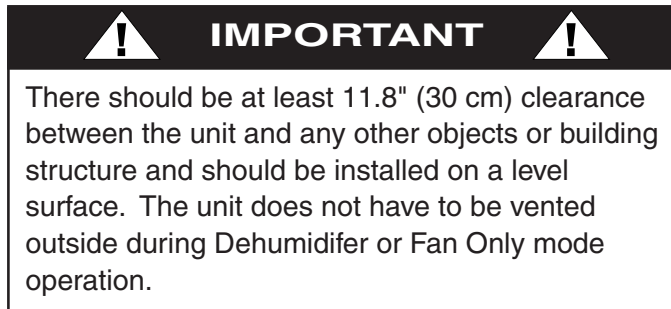 IMPORTANT
There should be at least 11.8" (30 cm) clearance
between the unit and any other objects or building
structure and should be installed on a level
surface.  The unit does not have to be vented
outside during Dehumidifer or Fan Only mode
operation.